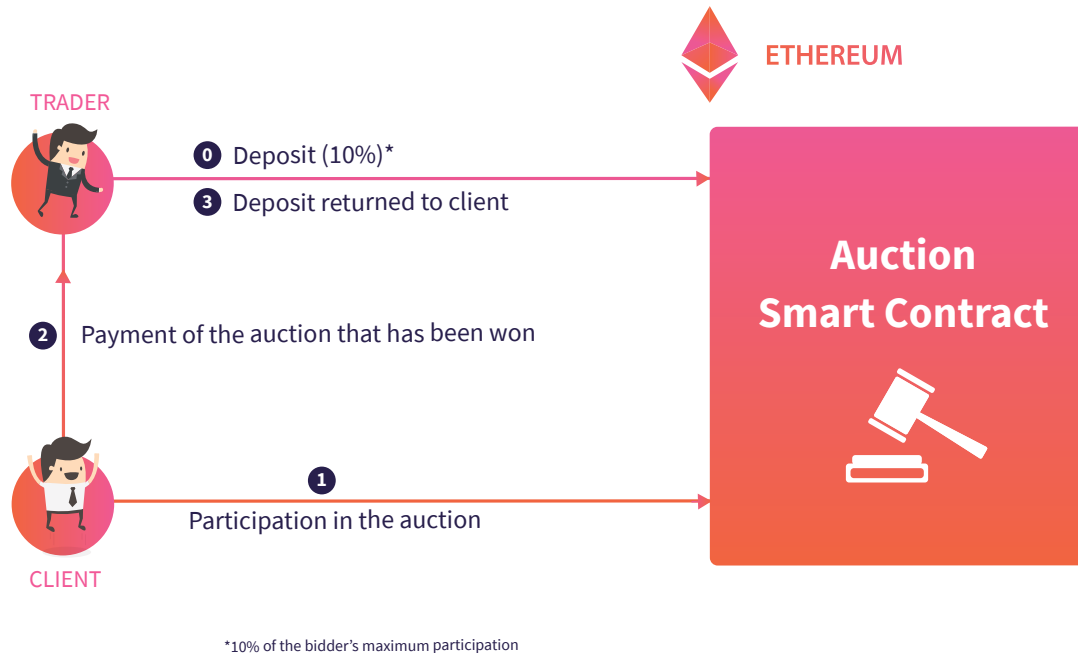 ETHEREUM
TRADER
0 Deposit (10%)*
3 Deposit returned to client
Auction
Smart Contract
2 Payment of the auction that has been won
1
Participation in the auction
CLIENT
*10% of the bidder's maximum participation